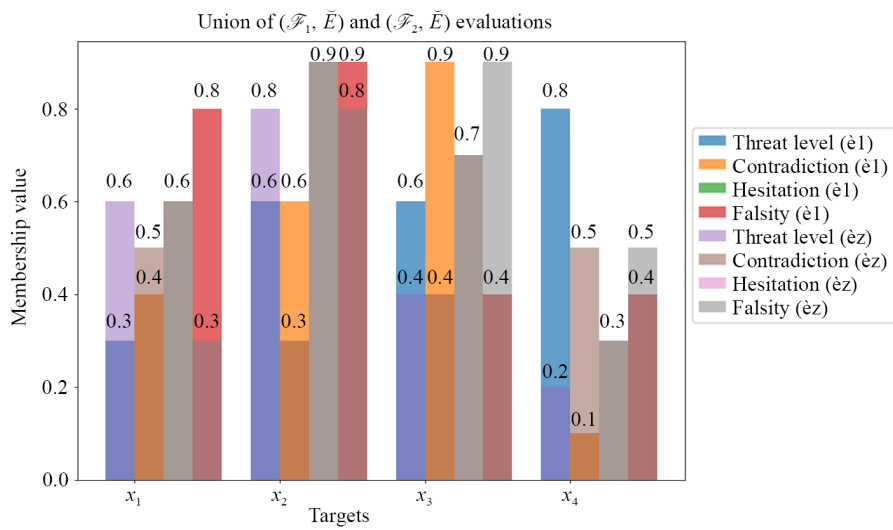 Union of (ℱ₁, Ĕ) and (ℱ₂, Ĕ) evaluations
Membership value
0.8
0.6
0.4
0.2
0.0
0.6
0.3
0.5
0.4
0.6
0.8
0.3
0.8
0.6
0.6
0.3
0.9
0.9
0.8
0.6
0.4
0.9
0.4
0.7
0.9
0.4
0.8
0.2
0.5
0.1
0.3
0.5
0.4
x₁ x₂ x₃ x₄
Targets
Threat level (è1)
Contradiction (è1)
Hesitation (è1)
Falsity (è1)
Threat level (èz)
Contradiction (èz)
Hesitation (èz)
Falsity (èz)